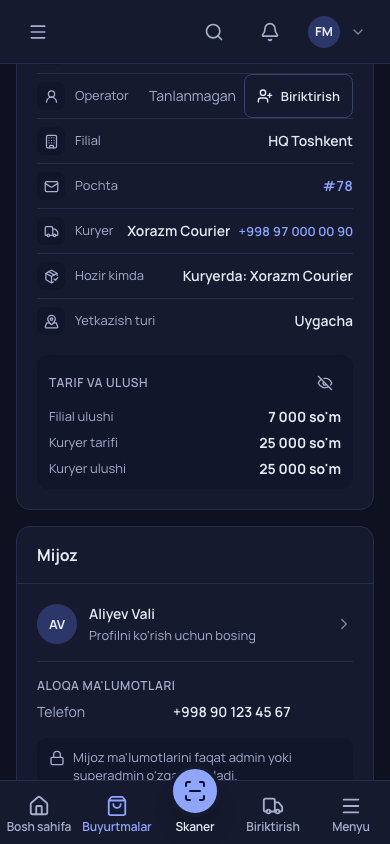 FM
Operator Tanlanmagan Biriktirish
Filial HQ Toshkent
Pochta #78
Kuryer Xorazm Courier +998 97 000 00 90
Hozir kimda Kuryerda: Xorazm Courier
Yetkazish turi Uygacha
TARIF VA ULUSH
Filial ulushi 7 000 so'm
Kuryer tarifi 25 000 so'm
Kuryer ulushi 25 000 so'm
Mijoz
AV Aliyev Vali
Profilni ko'rish uchun bosing
ALOQA MA'LUMOTLARI
Telefon +998 90 123 45 67
Mijoz ma'lumotlarini faqat admin yoki
superadmin
Bosh sahifa Buyurtmalar Skaner Biriktirish Menyu